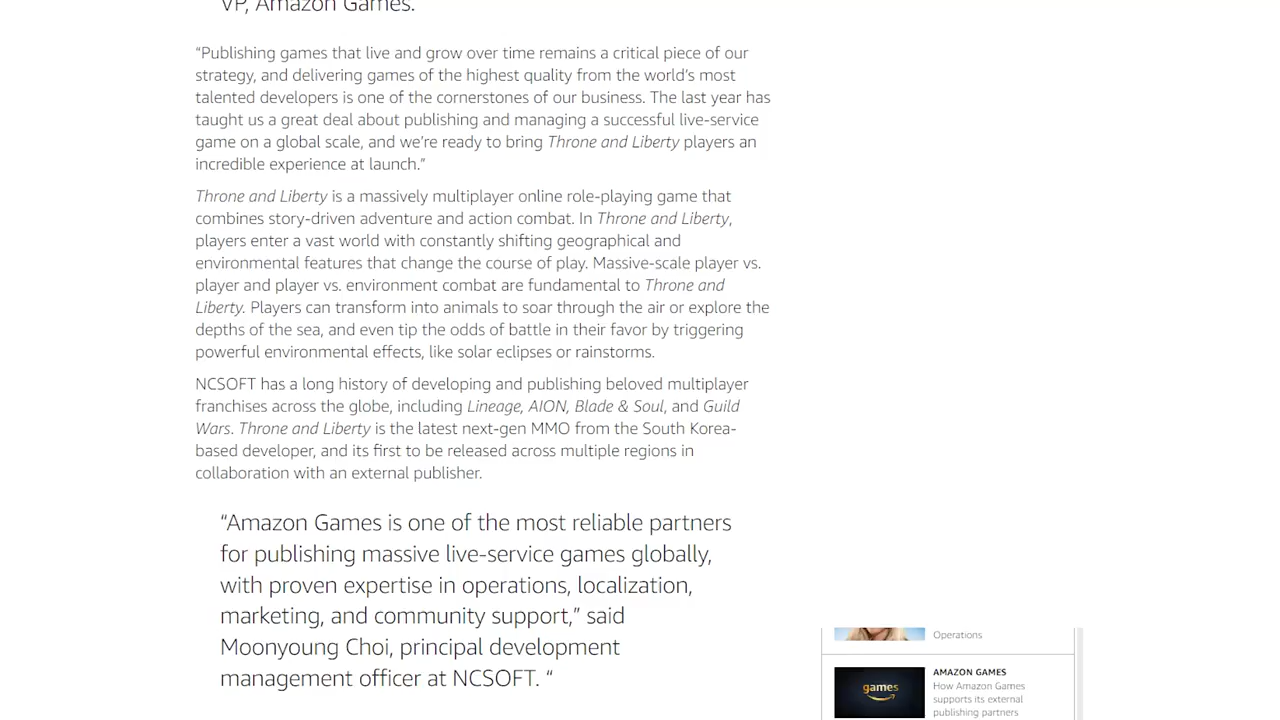 VP, Amazon Games.
“Publishing games that live and grow over time remains a critical piece of our
strategy, and delivering games of the highest quality from the world’s most
talented developers is one of the cornerstones of our business. The last year has
taught us a great deal about publishing and managing a successful live-service
game on a global scale, and we’re ready to bring Throne and Liberty players an
incredible experience at launch.”
Throne and Liberty is a massively multiplayer online role-playing game that
combines story-driven adventure and action combat. In Throne and Liberty,
players enter a vast world with constantly shifting geographical and
environmental features that change the course of play. Massive-scale player vs.
player and player vs. environment combat are fundamental to Throne and
Liberty. Players can transform into animals to soar through the air or explore the
depths of the sea, and even tip the odds of battle in their favor by triggering
powerful environmental effects, like solar eclipses or rainstorms.
NCSOFT has a long history of developing and publishing beloved multiplayer
franchises across the globe, including Lineage, AION, Blade & Soul, and Guild
Wars. Throne and Liberty is the latest next-gen MMO from the South Korea-
based developer, and its first to be released across multiple regions in
collaboration with an external publisher.
“Amazon Games is one of the most reliable partners
for publishing massive live-service games globally,
with proven expertise in operations, localization,
marketing, and community support,” said
Moonyoung Choi, principal development
management officer at NCSOFT. “
Operations
games
AMAZON GAMES
How Amazon Games
supports its external
publishing partners